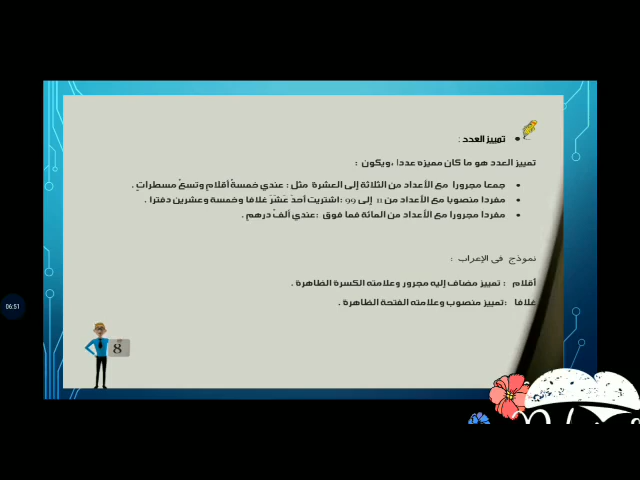 تمييز العدد :
تمييز العدد هو ما كان مميزه عددا ،ويكون :
جمعا مجرورا مع الأعداد من الثلاثة إلى العشرة مثل : عندي خمسةُ أقلام وتسعُ مسطراتٍ .
مفردا منصوبا مع الأعداد من 11 إلى 99 :اشتريت أحدَ عَشَرَ غلافا وخمسة وعشرين دفترا .
مفردا مجرورا مع الأعداد من المائة فما فوق :عندي ألفُ درهم .
نموذج في الإعراب :
أقلام : تمييز مضاف إليه مجرور وعلامته الكسرة الظاهرة .
غلافا :تمييز منصوب وعلامته الفتحة الظاهرة .
06:51
8